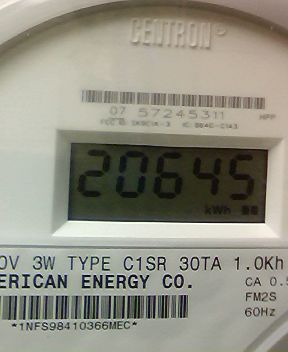 CENTRON®
07 57245311 HPP
20645
kWh
0V 3W TYPE C1SR 30TA 1.0Kh
ERICAN ENERGY CO. CA 0.5
FM2S
60Hz
*1NFS98410366MEC*